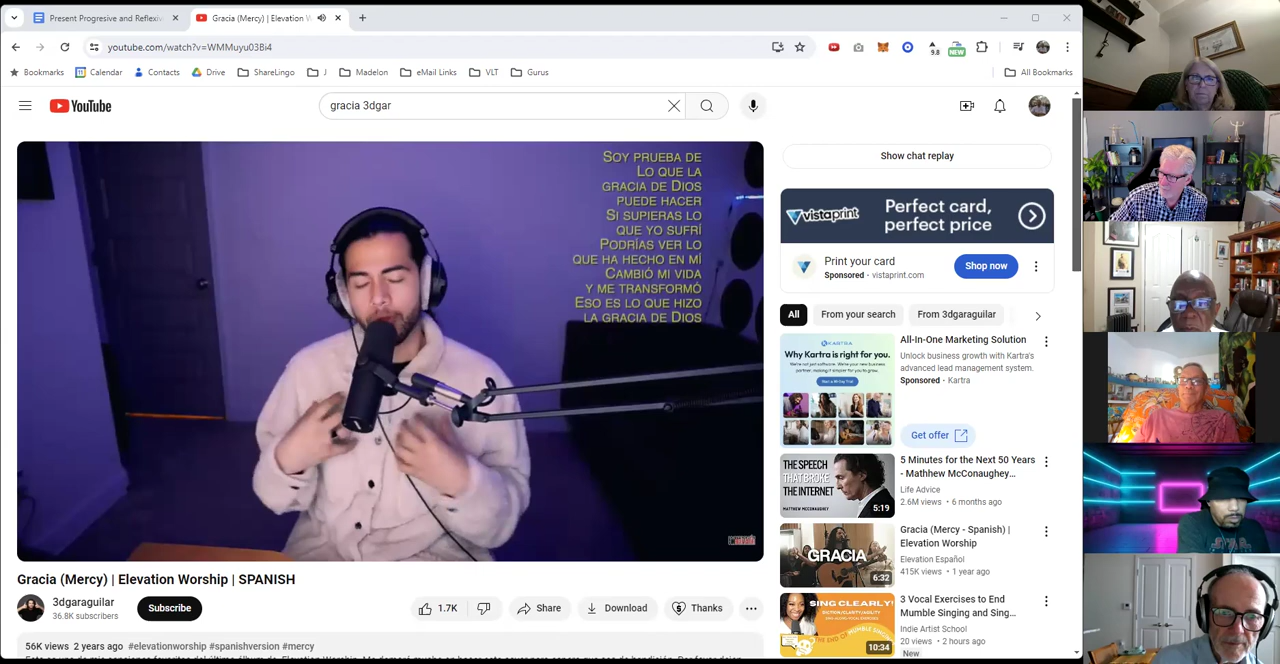 Present Progresive and Reflexiv
Gracia (Mercy) | Elevation W
youtube.com/watch?v=WMMuyu03Bi4
9.8
NEW
Bookmarks
Calendar
Contacts
Drive
ShareLingo
J
Madelon
eMail Links
VLT
Gurus
All Bookmarks
YouTube
gracia 3dgar
SOY PRUEBA DE
LO QUE LA
GRACIA DE DIOS
PUEDE HACER
SI SUPIERAS LO
QUE YO SUFRÍ
PODRÍAS VER LO
QUE HA HECHO EN MÍ
CAMBIÓ MI VIDA
Y ME TRANSFORMÓ
ESO ES LO QUE HIZO
LA GRACIA DE DIOS
Gracia (Mercy) | Elevation Worship | SPANISH
3dgaraguilar
36.8K subscribers
Subscribe
1.7K
Share
Download
Thanks
56K views 2 years ago #elevationworship #spanishversion #mercy
Show chat replay
vistaprint
Perfect card,
perfect price
Print your card
Sponsored · vistaprint.com
Shop now
All
From your search
From 3dgaraguilar
KARTRA
Why Kartra is right for you.
All-In-One Marketing Solution
Unlock business growth with Kartra's
advanced lead management system.
Sponsored · Kartra
Get offer
THE SPEECH
THAT BROKE
THE INTERNET
MATTHEW MCCONAUGHEY
5:19
5 Minutes for the Next 50 Years
- Mathhew McConaughey...
Life Advice
2.6M views • 6 months ago
GRACIA
6:32
Gracia (Mercy - Spanish) |
Elevation Worship
Elevation Español
415K views • 1 year ago
SING CLEARLY!
THE END OF MUMBLE SINGING
10:34
3 Vocal Exercises to End
Mumble Singing and Sing...
Indie Artist School
20 views • 2 hours ago
New